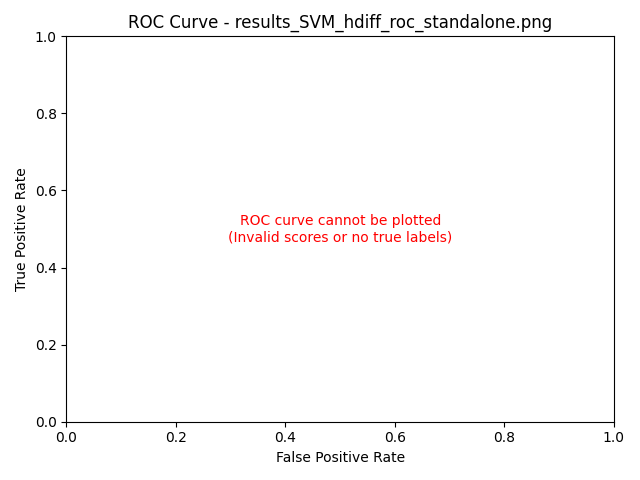 ROC Curve - results_SVM_hdiff_roc_standalone.png
1.0
0.8
0.6
0.4
0.2
0.0
True Positive Rate
ROC curve cannot be plotted
(Invalid scores or no true labels)
0.0 0.2 0.4 0.6 0.8 1.0
False Positive Rate